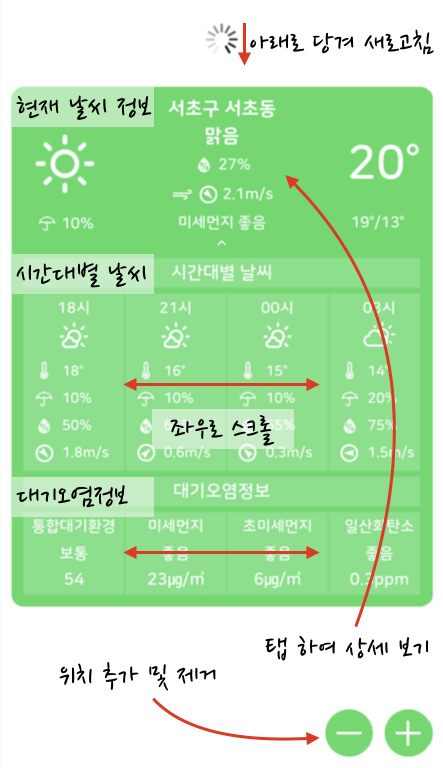 아래로 당겨 새로고침
현재 날씨 정보
서초구 서초동
맑음
27%
20°
2.1m/s
10%
미세먼지 좋음
19°/13°
시간대별 날씨
시간대별 날씨
18시 21시 00시 03시
18° 16° 15° 14°
10% 10% 10% 20%
50% 75%
좌우로 스크롤
1.8m/s 0.6m/s 0.3m/s 1.5m/s
대기오염정보
대기오염정보
통합대기환경 미세먼지 초미세먼지 일산화탄소
보통 좋음 좋음 좋음
54 23μg/㎥ 6μg/㎥ 0.3ppm
탭 하여 상세 보기
위치 추가 및 제거